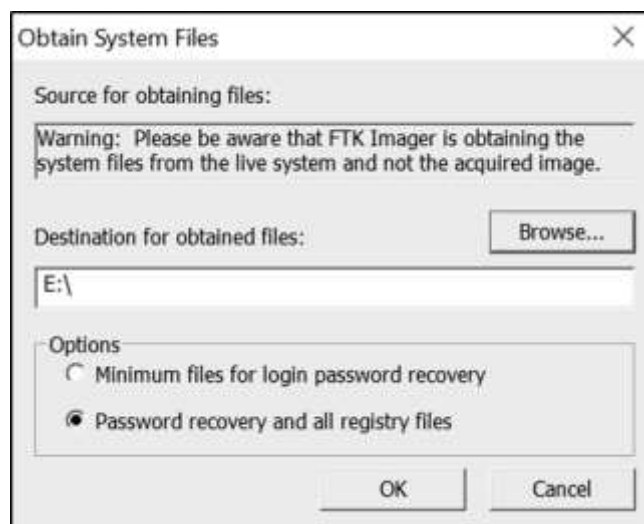 Obtain System Files
Source for obtaining files:
Warning: Please be aware that FTK Imager is obtaining the
system files from the live system and not the acquired image.
Destination for obtained files:
Browse...
E:\
Options
Minimum files for login password recovery
Password recovery and all registry files
OK
Cancel